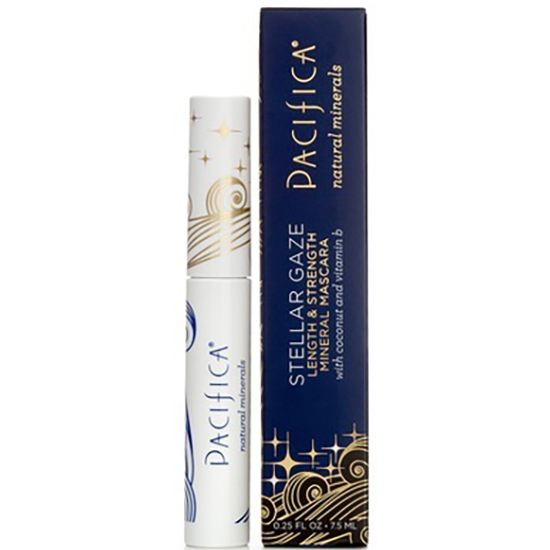 PACIFICA®
natural minerals
PACIFICA®
natural minerals
STELLAR GAZE
LENGTH & STRENGTH
MINERAL MASCARA
with coconut and vitamin b
0.25 FL OZ • 7.5 ML